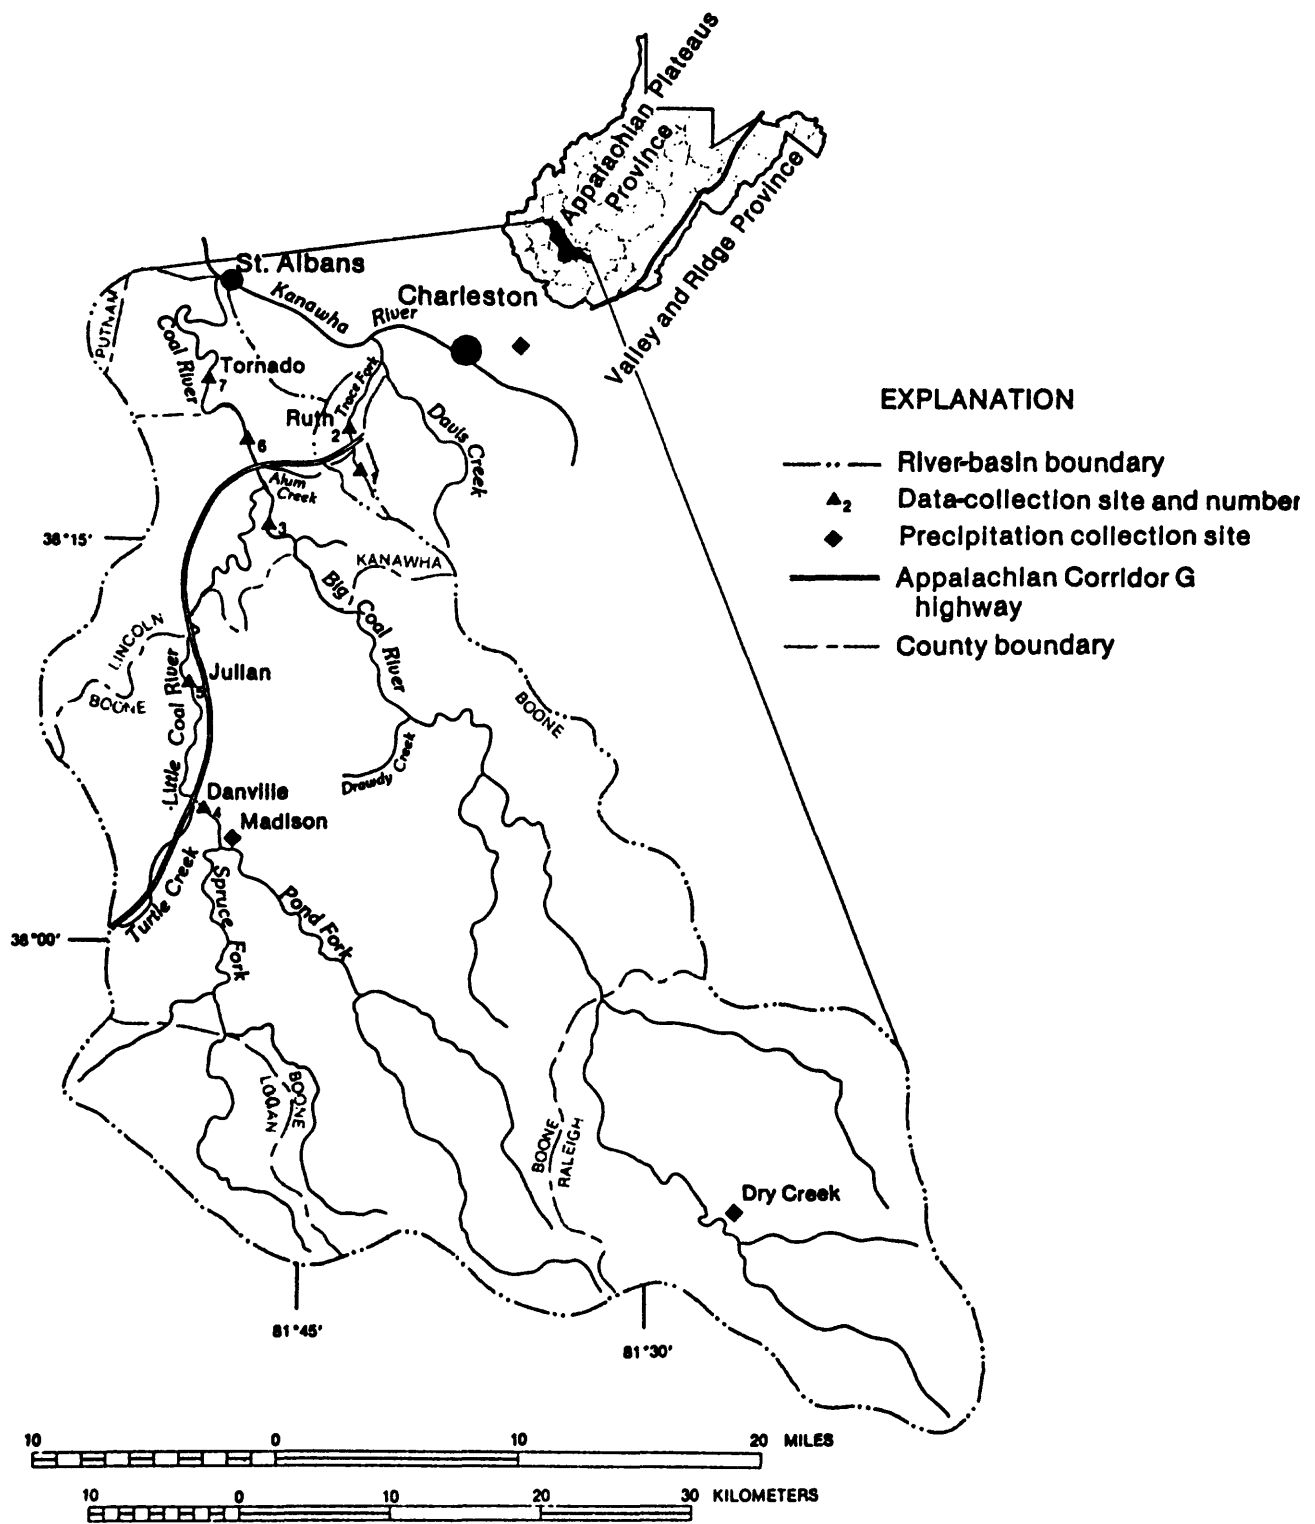 Appalachian Plateaus
Province
Valley and Ridge Province
St. Albans
Kanawha
River
Charleston
PUTNAM
Coal River
Tornado
7
Trace Fork
Ruth
2
Davis Creek
6
Alum
Creek
1
3
38°15'
KANAWHA
Big Coal River
LINCOLN
BOONE
Little Coal River
Julian
5
BOONE
Drawdy Creek
Danville
4
Madison
Turtle Creek
Spruce Fork
Pond Fork
38°00'
LOGAN
BOONE
BOONE
RALEIGH
Dry Creek
81°45'
81°30'
EXPLANATION
River-basin boundary
2 Data-collection site and number
Precipitation collection site
Appalachian Corridor G
highway
County boundary
10 0 10 20 MILES
10 0 10 20 30 KILOMETERS